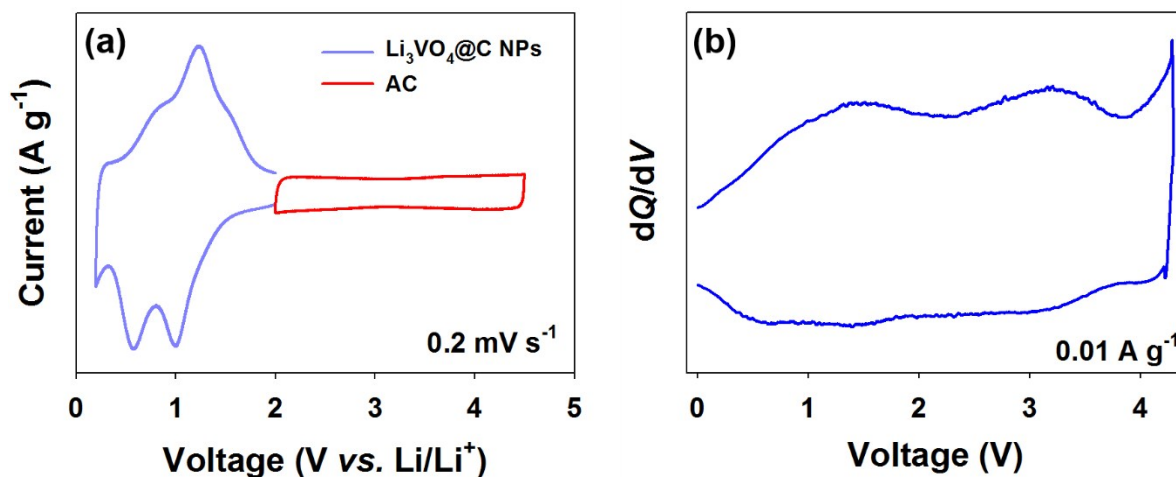 (a)
Li₃VO₄@C NPs
AC
Current (A g⁻¹)
0.2 mV s⁻¹
0 1 2 3 4 5
Voltage (V vs. Li/Li⁺)
(b)
dQ/dV
0.01 A g⁻¹
0 1 2 3 4
Voltage (V)